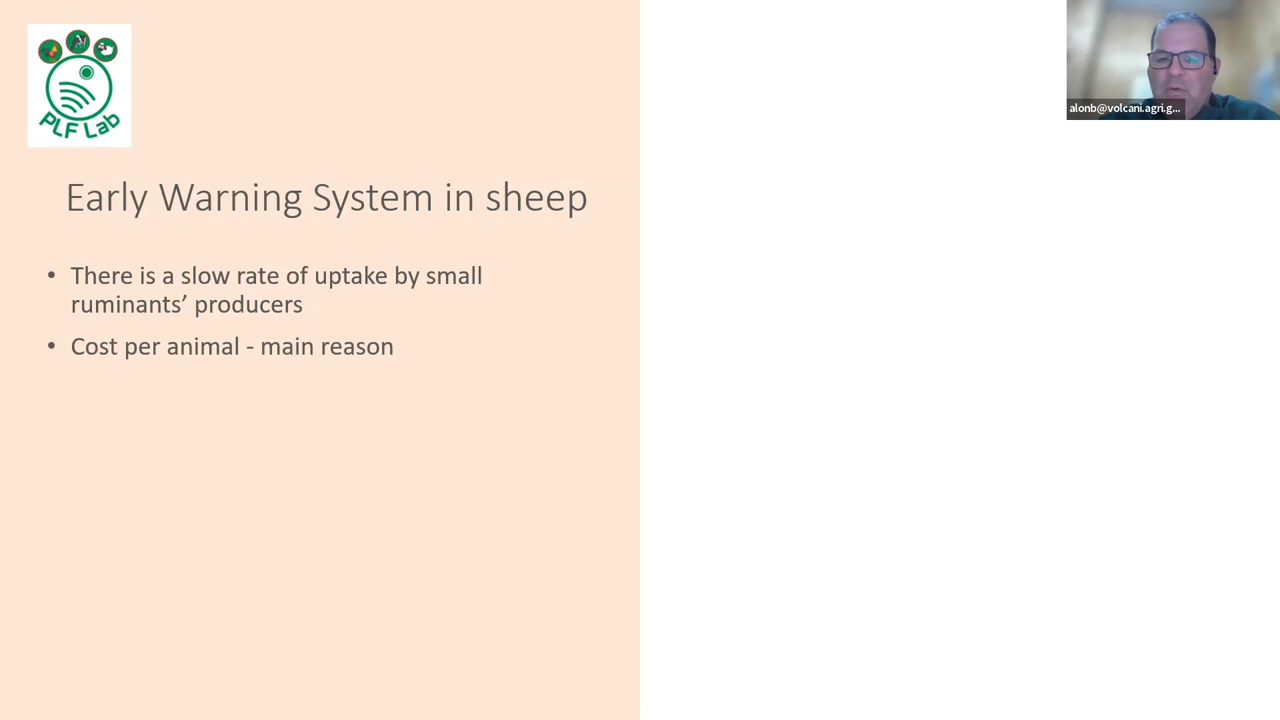 PLF Lab
alonb@volcani.agri.g...
Early Warning System in sheep
• There is a slow rate of uptake by small
ruminants’ producers
• Cost per animal - main reason